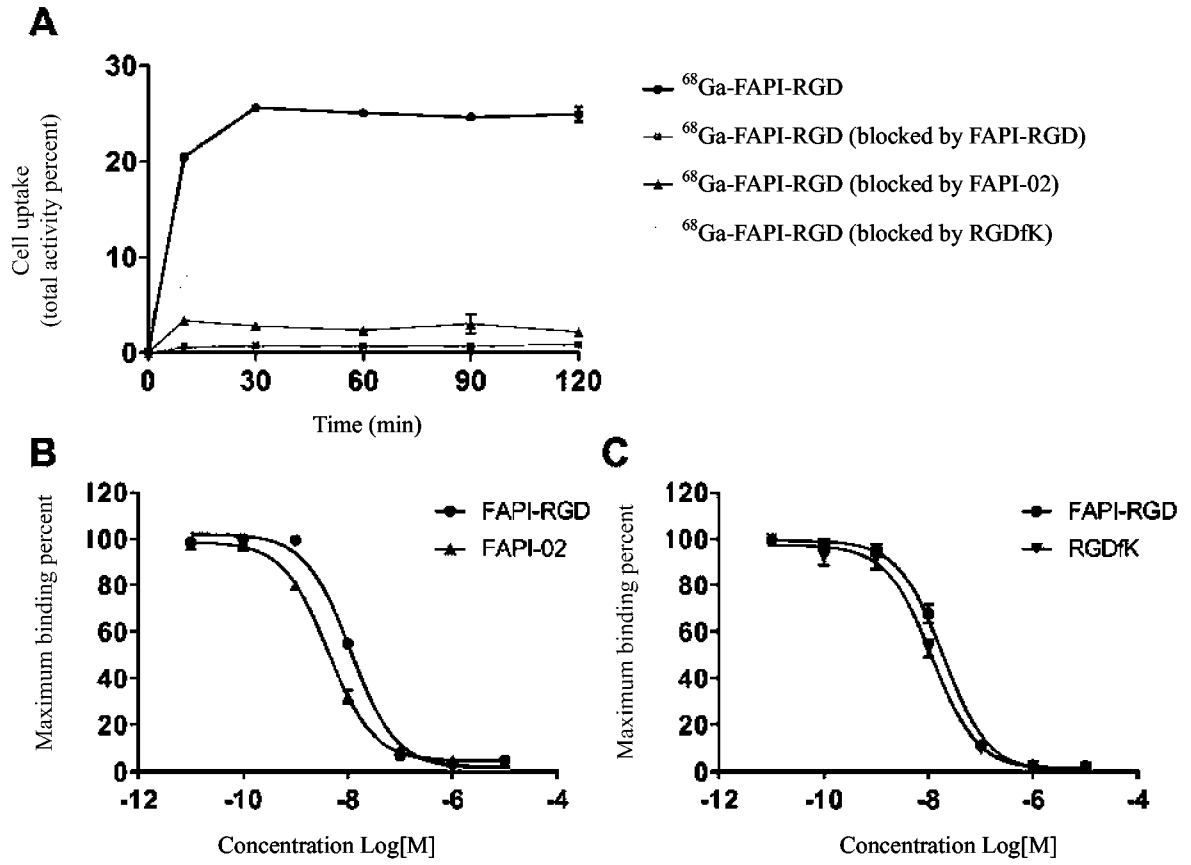 A
30
20
10
0
0
30
60
90
120
Cell uptake
(total activity percent)
Time (min)
⁶⁸Ga-FAPI-RGD
⁶⁸Ga-FAPI-RGD (blocked by FAPI-RGD)
⁶⁸Ga-FAPI-RGD (blocked by FAPI-02)
⁶⁸Ga-FAPI-RGD (blocked by RGDfK)
B
120
100
80
60
40
20
0
-12
-10
-8
-6
-4
Maximum binding percent
Concentration Log[M]
FAPI-RGD
FAPI-02
C
120
100
80
60
40
20
0
-12
-10
-8
-6
-4
Maximum binding percent
Concentration Log[M]
FAPI-RGD
RGDfK